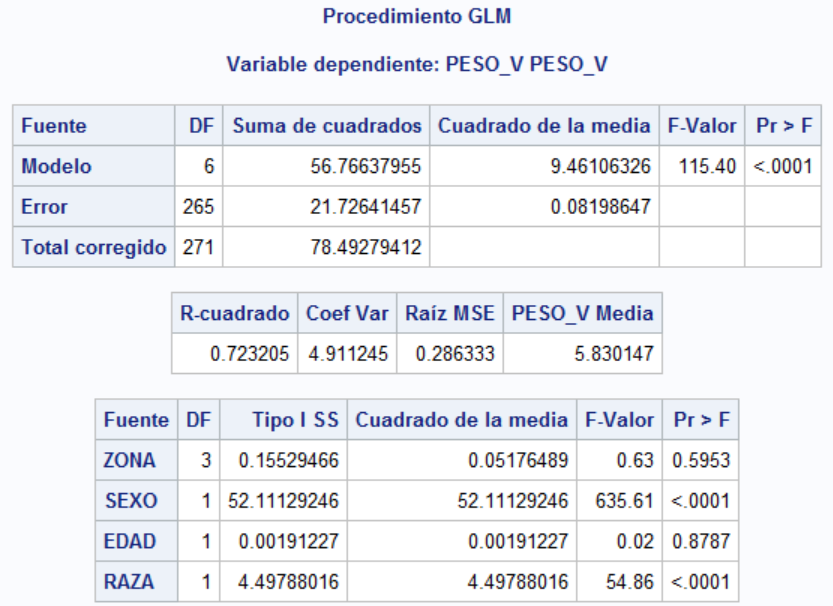 Procedimiento GLM
Variable dependiente: PESO_V PESO_V
Fuente DF Suma de cuadrados Cuadrado de la media F-Valor Pr > F
Modelo 6 56.76637955 9.46106326 115.40 <.0001
Error 265 21.72641457 0.08198647
Total corregido 271 78.49279412
R-cuadrado Coef Var Raíz MSE PESO_V Media
0.723205 4.911245 0.286333 5.830147
Fuente DF Tipo I SS Cuadrado de la media F-Valor Pr > F
ZONA 3 0.15529466 0.05176489 0.63 0.5953
SEXO 1 52.11129246 52.11129246 635.61 <.0001
EDAD 1 0.00191227 0.00191227 0.02 0.8787
RAZA 1 4.49788016 4.49788016 54.86 <.0001